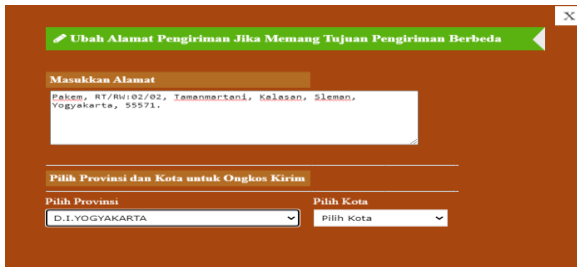 X
Ubah Alamat Pengiriman Jika Memang Tujuan Pengiriman Berbeda
Masukkan Alamat
Pakem, RT/RW:02/02, Tamanmartani, Kalasan, Sleman,
Yogyakarta, 55571.
Pilih Provinsi dan Kota untuk Ongkos Kirim
Pilih Provinsi Pilih Kota
D.I.YOGYAKARTA Pilih Kota